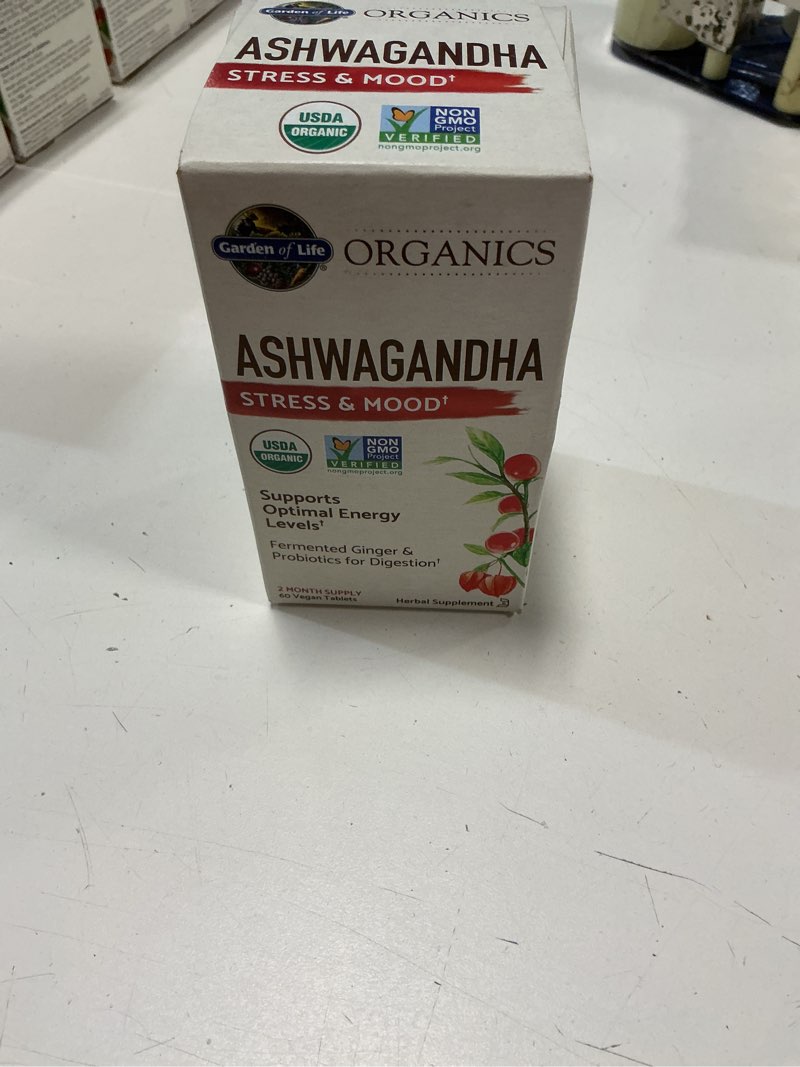 Garden of Life ORGANICS
ASHWAGANDHA
STRESS & MOOD†
USDA
ORGANIC
NON
GMO
Project
VERIFIED
nongmoproject.org
Garden of Life® ORGANICS
ASHWAGANDHA
STRESS & MOOD†
USDA
ORGANIC
NON
GMO
Project
VERIFIED
nongmoproject.org
Supports
Optimal Energy
Levels†
Fermented Ginger &
Probiotics for Digestion†
2 MONTH SUPPLY
60 Vegan Tablets
Herbal Supplement